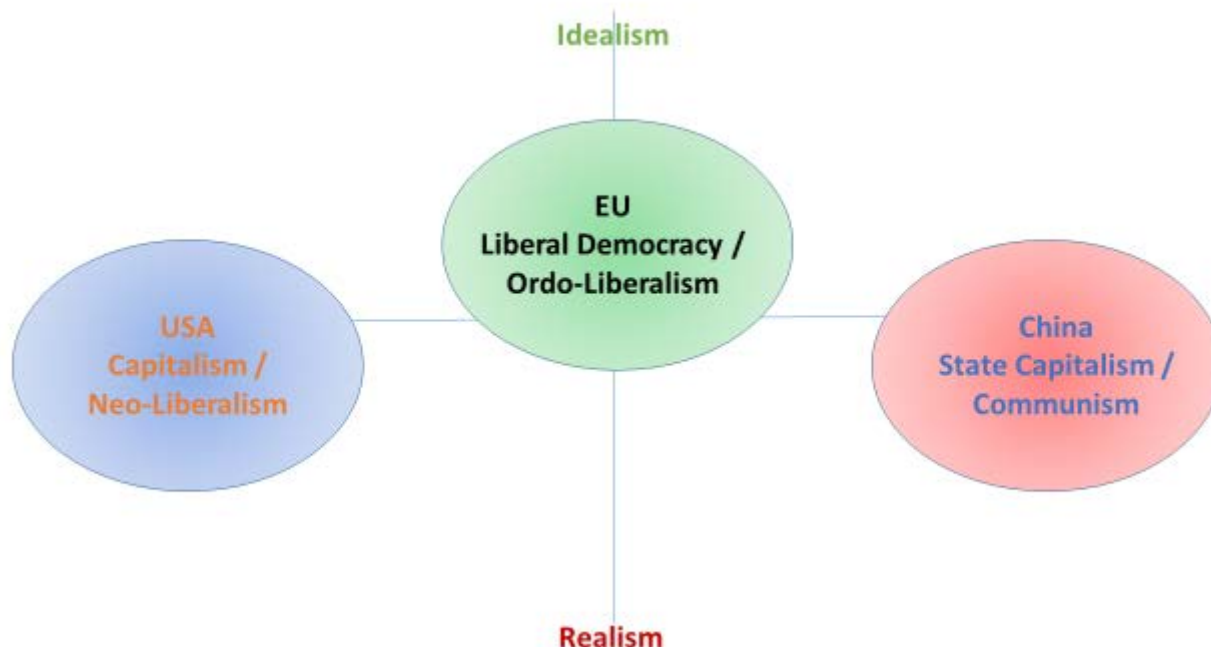 Idealism
EU
Liberal Democracy /
Ordo-Liberalism
USA
Capitalism /
Neo-Liberalism
China
State Capitalism /
Communism
Realism